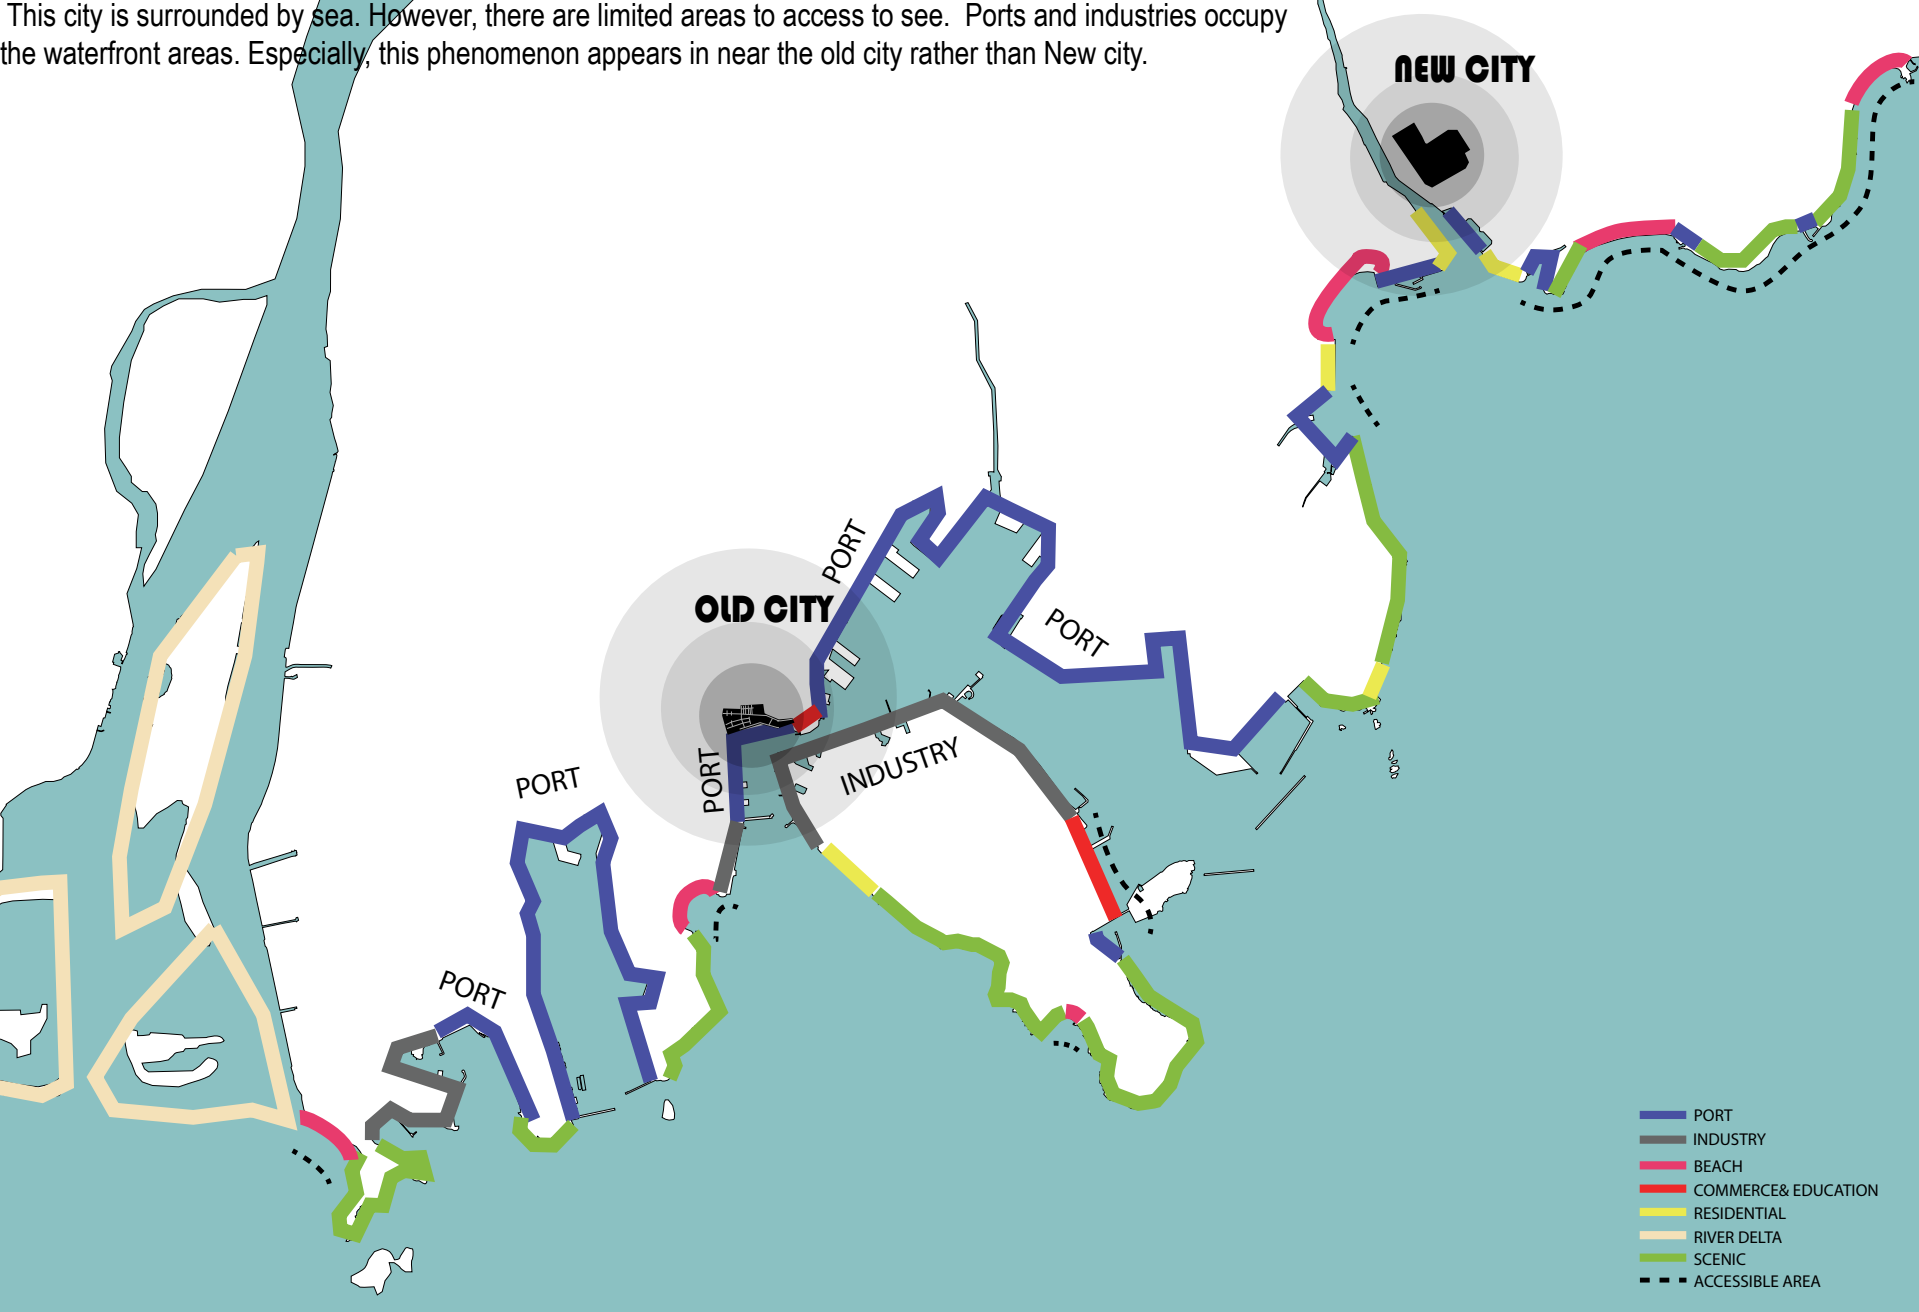 This city is surrounded by sea. However, there are limited areas to access to see. Ports and industries occupy
the waterfront areas. Especially, this phenomenon appears in near the old city rather than New city.
NEW CITY
PORT
OLD CITY
PORT
PORT
INDUSTRY
PORT
PORT
PORT
INDUSTRY
BEACH
COMMERCE& EDUCATION
RESIDENTIAL
RIVER DELTA
SCENIC
ACCESSIBLE AREA